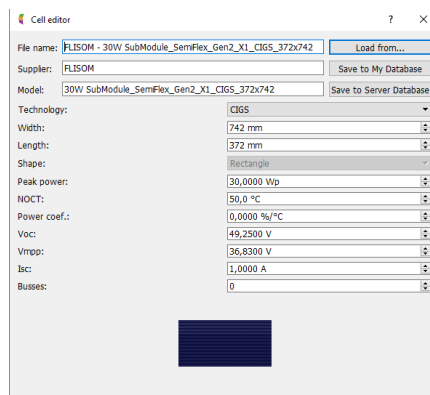 Cell editor ? ✕
File name: FLISOM - 30W SubModule_SemiFlex_Gen2_X1_CIGS_372x742 Load from...
Supplier: FLISOM Save to My Database
Model: 30W SubModule_SemiFlex_Gen2_X1_CIGS_372x742 Save to Server Database
Technology: CIGS
Width: 742 mm
Length: 372 mm
Shape: Rectangle
Peak power: 30,0000 Wp
NOCT: 50,0 °C
Power coef.: 0,0000 %/°C
Voc: 49,2500 V
Vmpp: 36,8300 V
Isc: 1,0000 A
Busses: 0